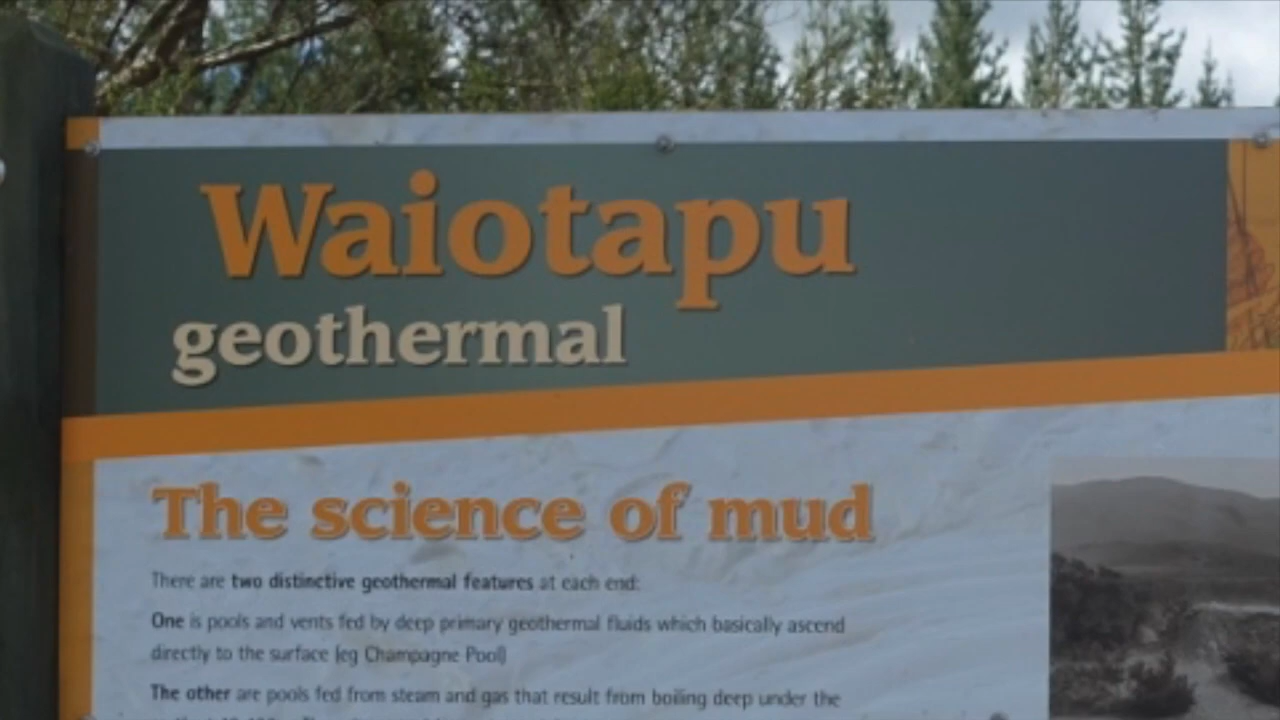 Waiotapu
geothermal
The science of mud
There are two distinctive geothermal features at each end:
One is pools and vents fed by deep primary geothermal fluids which basically ascend
directly to the surface (eg Champagne Pool)
The other are pools fed from steam and gas that result from boiling deep under the